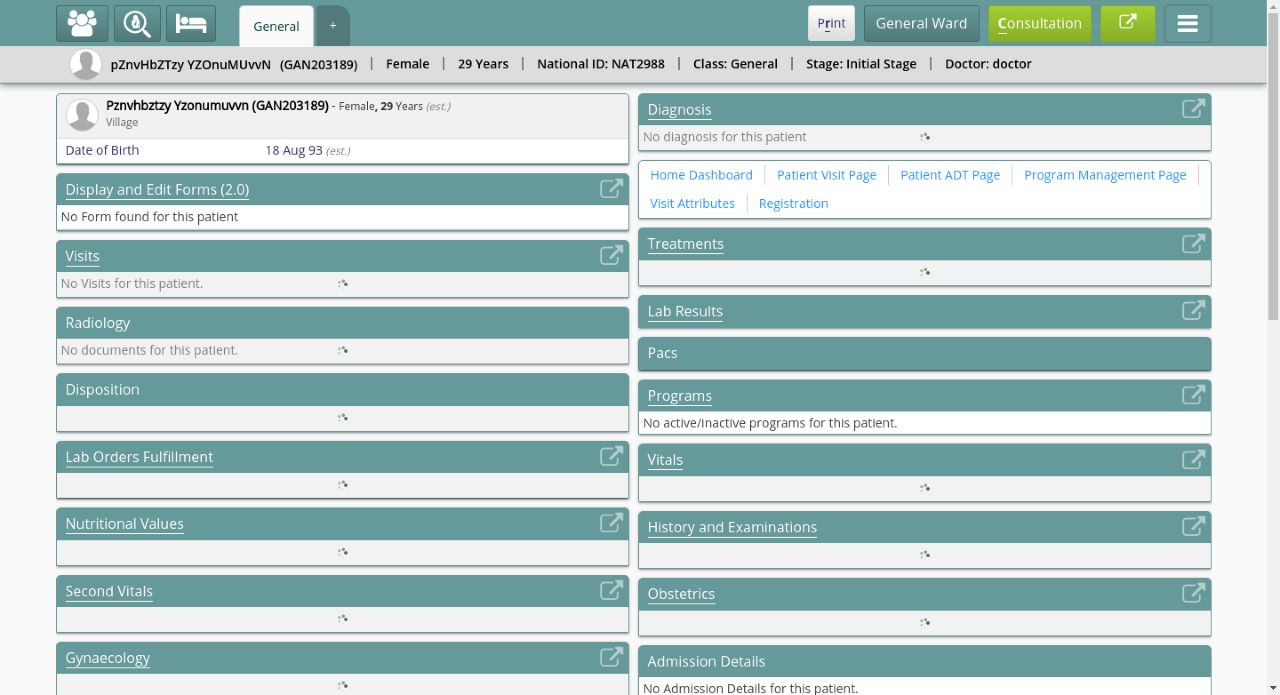 General
+
Print
General Ward
Consultation
pZnvHbZTzy YZOnuMUvvN (GAN203189) | Female | 29 Years | National ID: NAT2988 | Class: General | Stage: Initial Stage | Doctor: doctor
Pznvhbztzy Yzonumuvvn (GAN203189) - Female, 29 Years (est.)
Village
Date of Birth 18 Aug 93 (est.)
Display and Edit Forms (2.0)
No Form found for this patient
Visits
No Visits for this patient.
Radiology
No documents for this patient.
Disposition
Lab Orders Fulfillment
Nutritional Values
Second Vitals
Gynaecology
Diagnosis
No diagnosis for this patient
Home Dashboard | Patient Visit Page | Patient ADT Page | Program Management Page |
Visit Attributes | Registration
Treatments
Lab Results
Pacs
Programs
No active/inactive programs for this patient.
Vitals
History and Examinations
Obstetrics
Admission Details
No Admission Details for this patient.